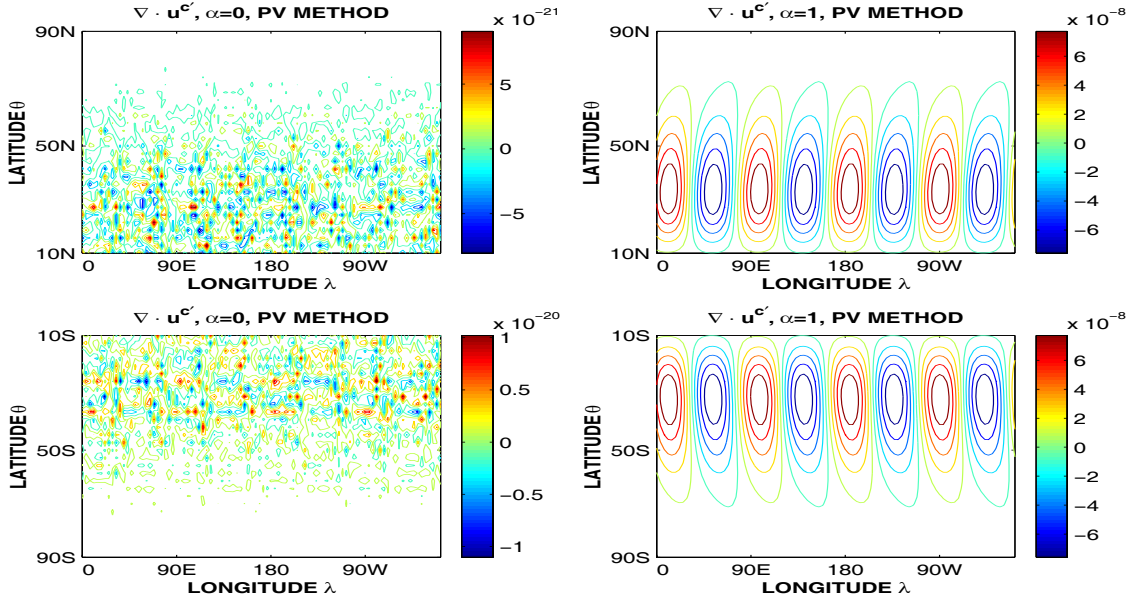 ∇ · u^c′, α=0, PV METHOD
x 10^−21
90N
50N
10N
LATITUDE θ
0 90E 180 90W
LONGITUDE λ
5
0
−5
∇ · u^c′, α=1, PV METHOD
x 10^−8
90N
50N
10N
LATITUDE θ
0 90E 180 90W
LONGITUDE λ
6
4
2
0
−2
−4
−6
∇ · u^c′, α=0, PV METHOD
x 10^−20
10S
50S
90S
LATITUDE θ
0 90E 180 90W
LONGITUDE λ
1
0.5
0
−0.5
−1
∇ · u^c′, α=1, PV METHOD
x 10^−8
10S
50S
90S
LATITUDE θ
0 90E 180 90W
LONGITUDE λ
6
4
2
0
−2
−4
−6